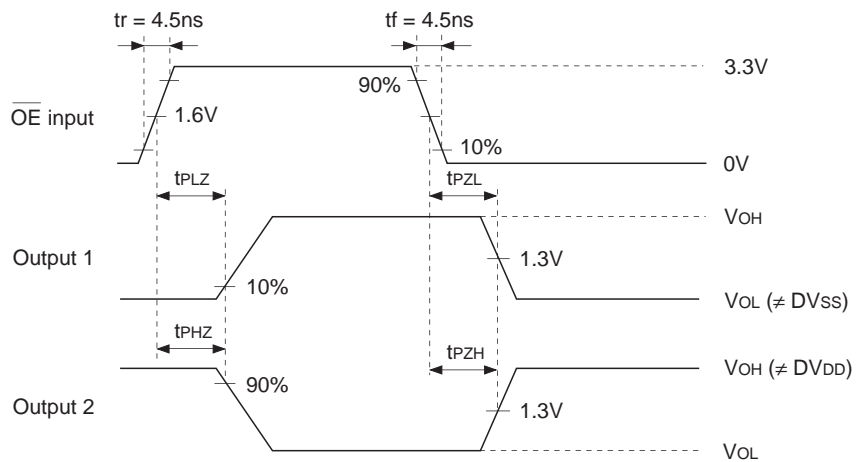 tr = 4.5ns
tf = 4.5ns
3.3V
90%
OE input
1.6V
10%
0V
tPLZ
tPZL
VOH
Output 1
1.3V
10%
VOL (≠ DVSS)
tPHZ
tPZH
VOH (≠ DVDD)
90%
Output 2
1.3V
VOL